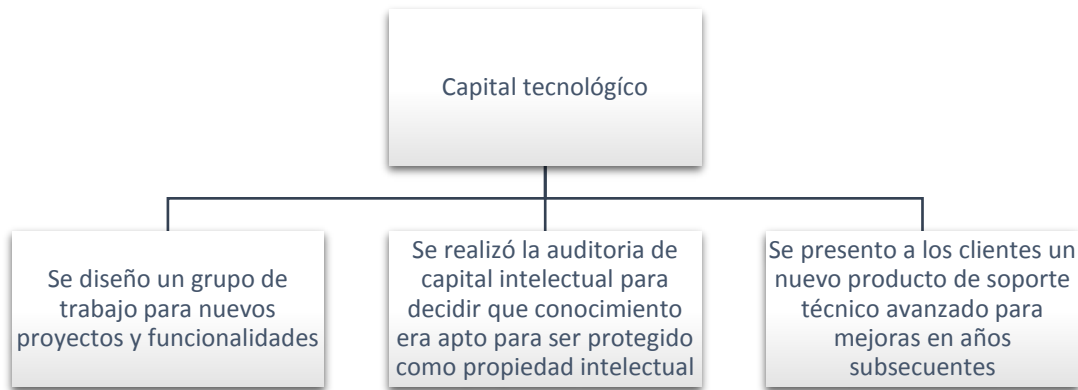 Capital tecnológíco
Se diseño un grupo de
trabajo para nuevos
proyectos y funcionalidades
Se realizó la auditoria de
capital intelectual para
decidir que conocimiento
era apto para ser protegido
como propiedad intelectual
Se presento a los clientes un
nuevo producto de soporte
técnico avanzado para
mejoras en años
subsecuentes